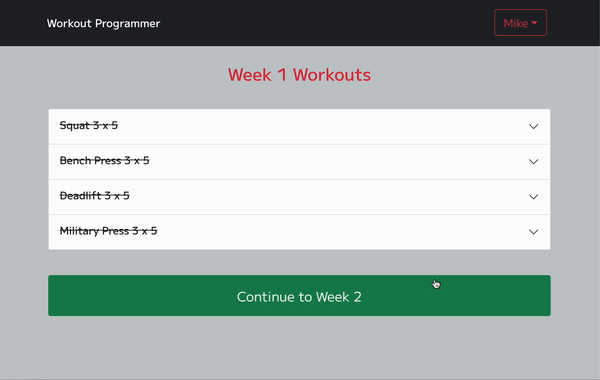 Workout Programmer
Mike
Week 1 Workouts
Squat 3 x 5
Bench Press 3 x 5
Deadlift 3 x 5
Military Press 3 x 5
Continue to Week 2